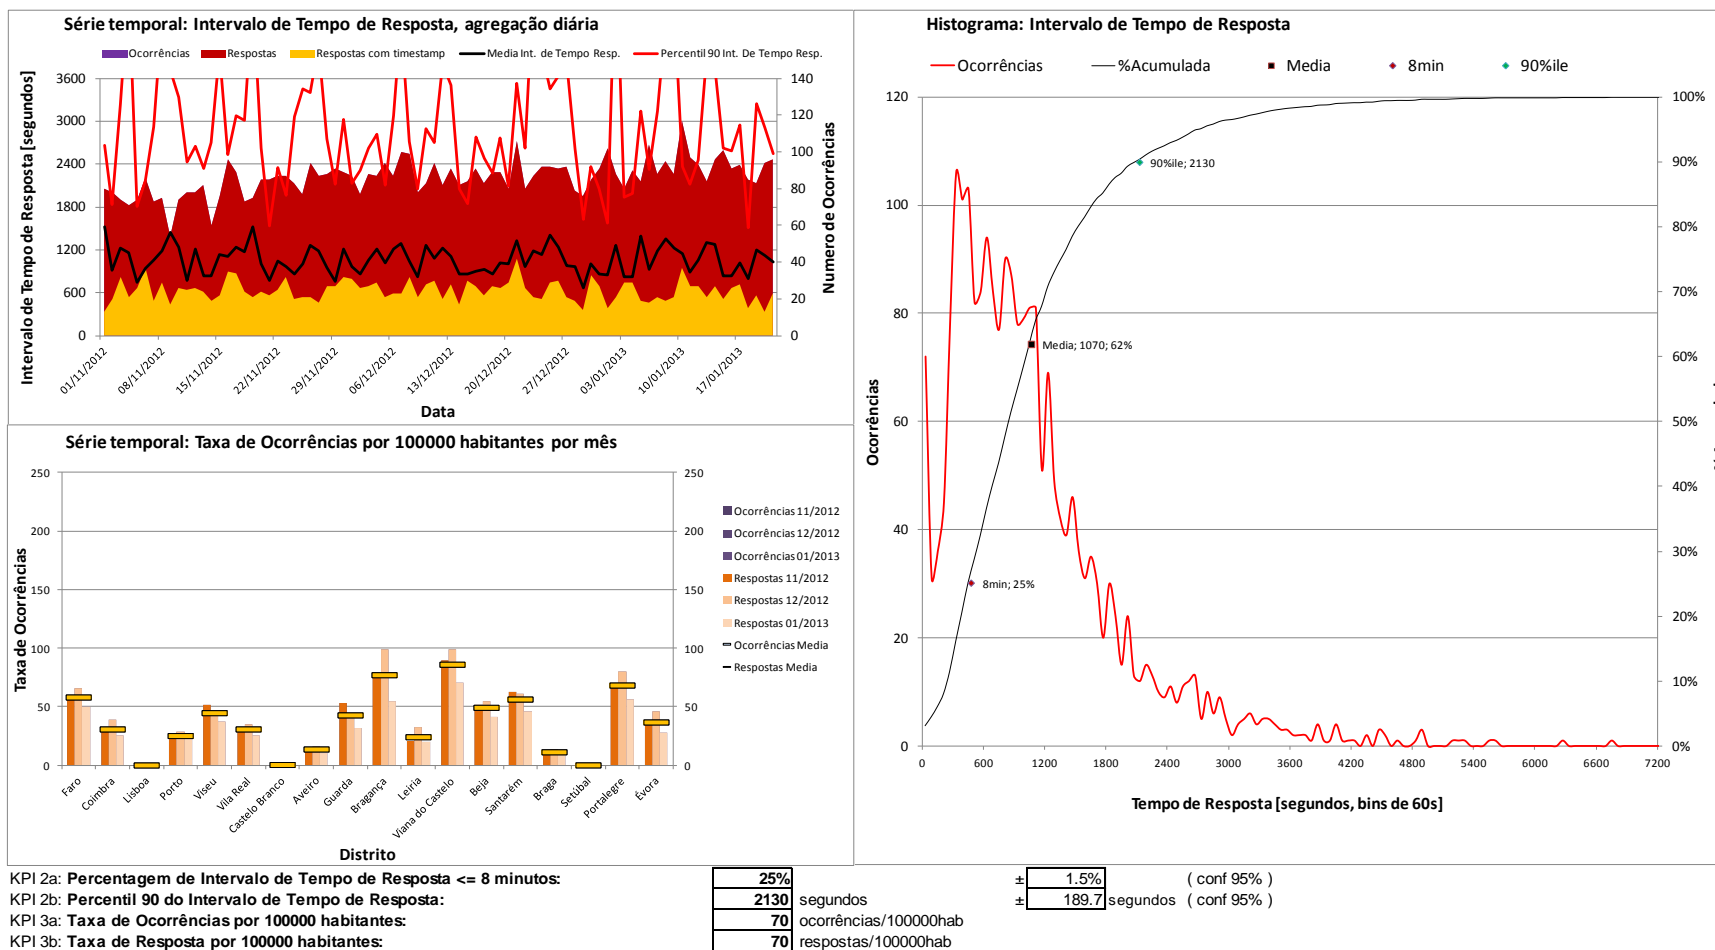 Série temporal: Intervalo de Tempo de Resposta, agregação diária
Ocorrências Respostas Respostas com timestamp Media Int. de Tempo Resp. Percentil 90 Int. De Tempo Resp.
Intervalo de Tempo de Resposta [segundos]
3600
3000
2400
1800
1200
600
0
140
120
100
80
60
40
20
0
Numero de Ocorrências
01/11/2012 08/11/2012 15/11/2012 22/11/2012 29/11/2012 06/12/2012 13/12/2012 20/12/2012 27/12/2012 03/01/2013 10/01/2013 17/01/2013
Data
Série temporal: Taxa de Ocorrências por 100000 habitantes por mês
Taxa de Ocorrências
250
200
150
100
50
0
250
200
150
100
50
0
Ocorrências 11/2012
Ocorrências 12/2012
Ocorrências 01/2013
Respostas 11/2012
Respostas 12/2012
Respostas 01/2013
Ocorrências Media
Respostas Media
Faro Coimbra Lisboa Porto Viseu Vila Real Castelo Branco Aveiro Guarda Bragança Leiria Viana do Castelo Beja Santarém Braga Setúbal Portalegre Évora
Distrito
Histograma: Intervalo de Tempo de Resposta
Ocorrências %Acumulada Media 8min 90%ile
Ocorrências
120
100
80
60
40
20
0
100%
90%
80%
70%
60%
50%
40%
30%
20%
10%
0%
90%ile; 2130
Media; 1070; 62%
8min; 25%
0 600 1200 1800 2400 3000 3600 4200 4800 5400 6000 6600 7200
Tempo de Resposta [segundos, bins de 60s]
KPI 2a: Percentagem de Intervalo de Tempo de Resposta <= 8 minutos: 25% ± 1.5% ( conf 95% )
KPI 2b: Percentil 90 do Intervalo de Tempo de Resposta: 2130 segundos ± 189.7 segundos ( conf 95% )
KPI 3a: Taxa de Ocorrências por 100000 habitantes: 70 ocorrências/100000hab
KPI 3b: Taxa de Resposta por 100000 habitantes: 70 respostas/100000hab